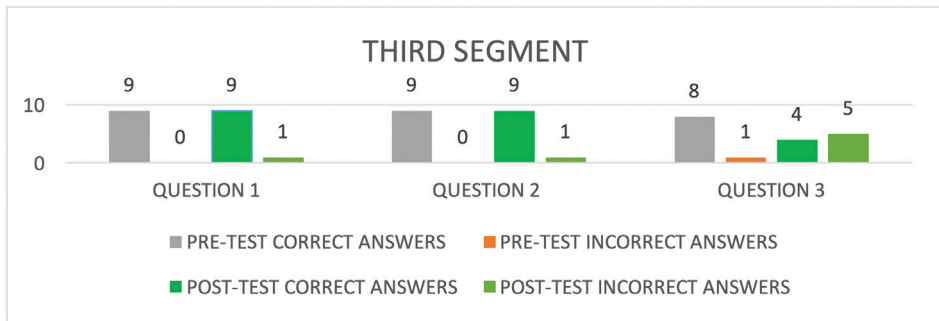 THIRD SEGMENT
9 0 9 1 9 0 9 1 8 1 4 5
10
0
QUESTION 1 QUESTION 2 QUESTION 3
PRE-TEST CORRECT ANSWERS PRE-TEST INCORRECT ANSWERS
POST-TEST CORRECT ANSWERS POST-TEST INCORRECT ANSWERS